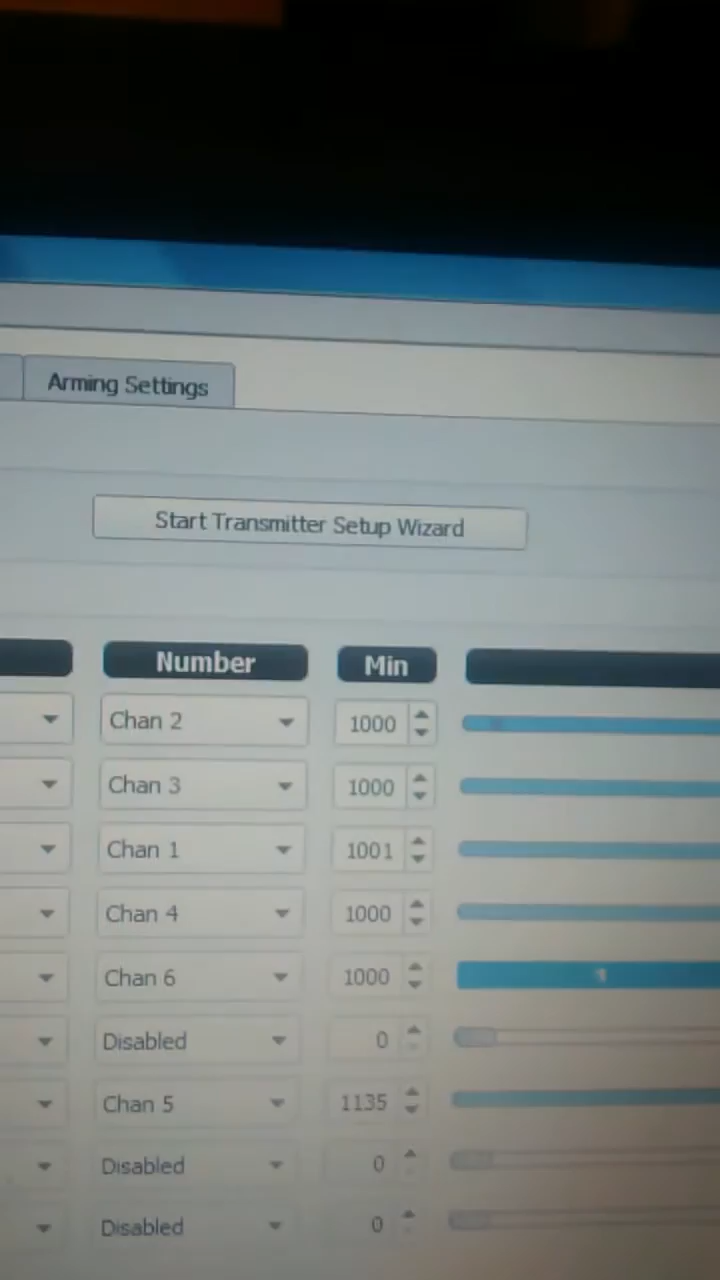 Arming Settings
Start Transmitter Setup Wizard
Number Min
Chan 2 1000
Chan 3 1000
Chan 1 1001
Chan 4 1000
Chan 6 1000
Disabled 0
Chan 5 1135
Disabled 0
Disabled 0